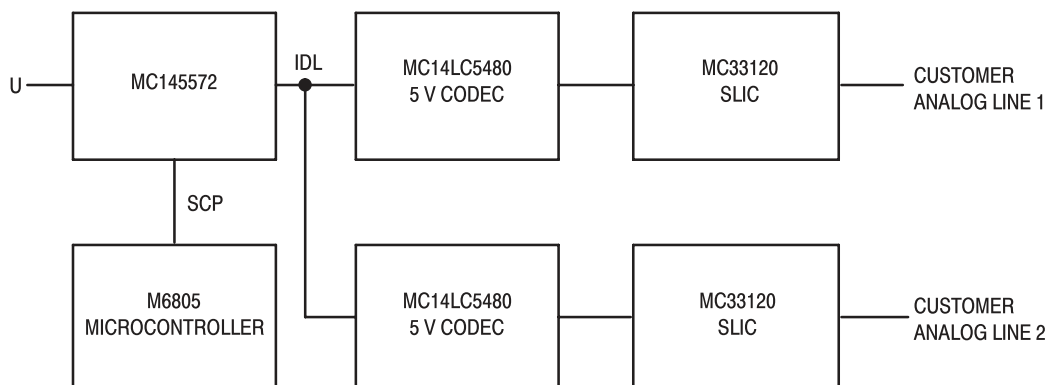 U
MC145572
IDL
MC14LC5480
5 V CODEC
MC33120
SLIC
CUSTOMER
ANALOG LINE 1
SCP
M6805
MICROCONTROLLER
MC14LC5480
5 V CODEC
MC33120
SLIC
CUSTOMER
ANALOG LINE 2